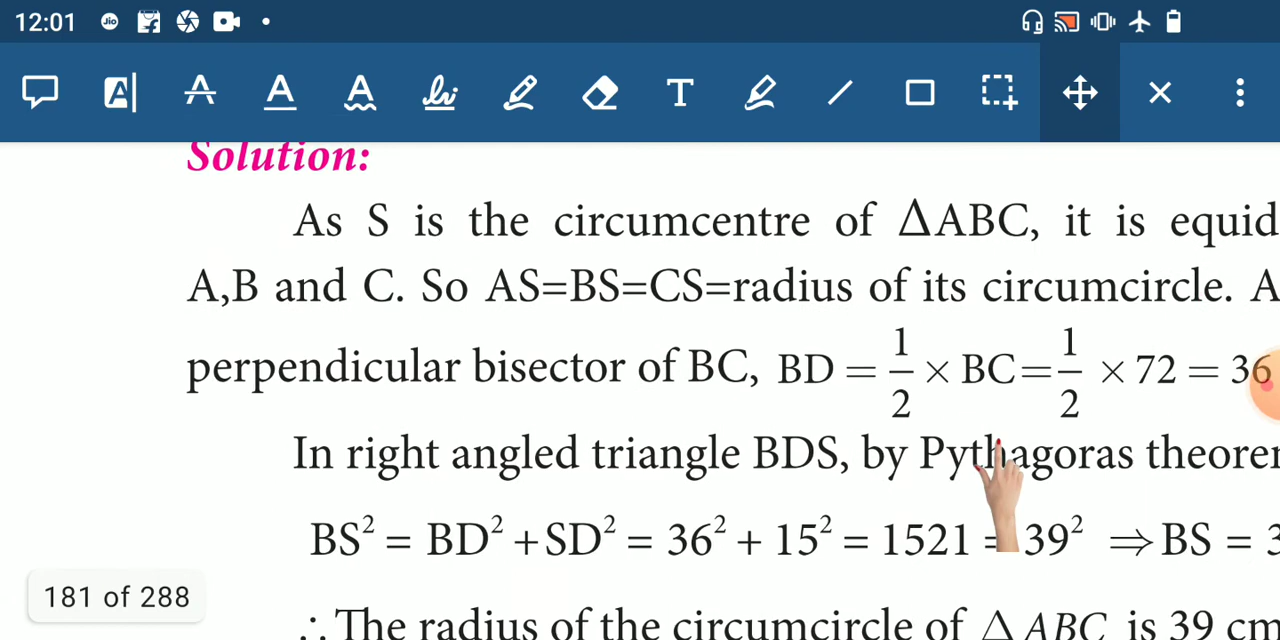 12:01
Solution:
As S is the circumcentre of ΔABC, it is equid
A,B and C. So AS=BS=CS=radius of its circumcircle. A
perpendicular bisector of BC, BD = 1/2 × BC = 1/2 × 72 = 36
In right angled triangle BDS, by Pythagoras theorem
BS² = BD² + SD² = 36² + 15² = 1521 = 39² ⇒ BS = 3
181 of 288
∴ The radius of the circumcircle of Δ ABC is 39 cm